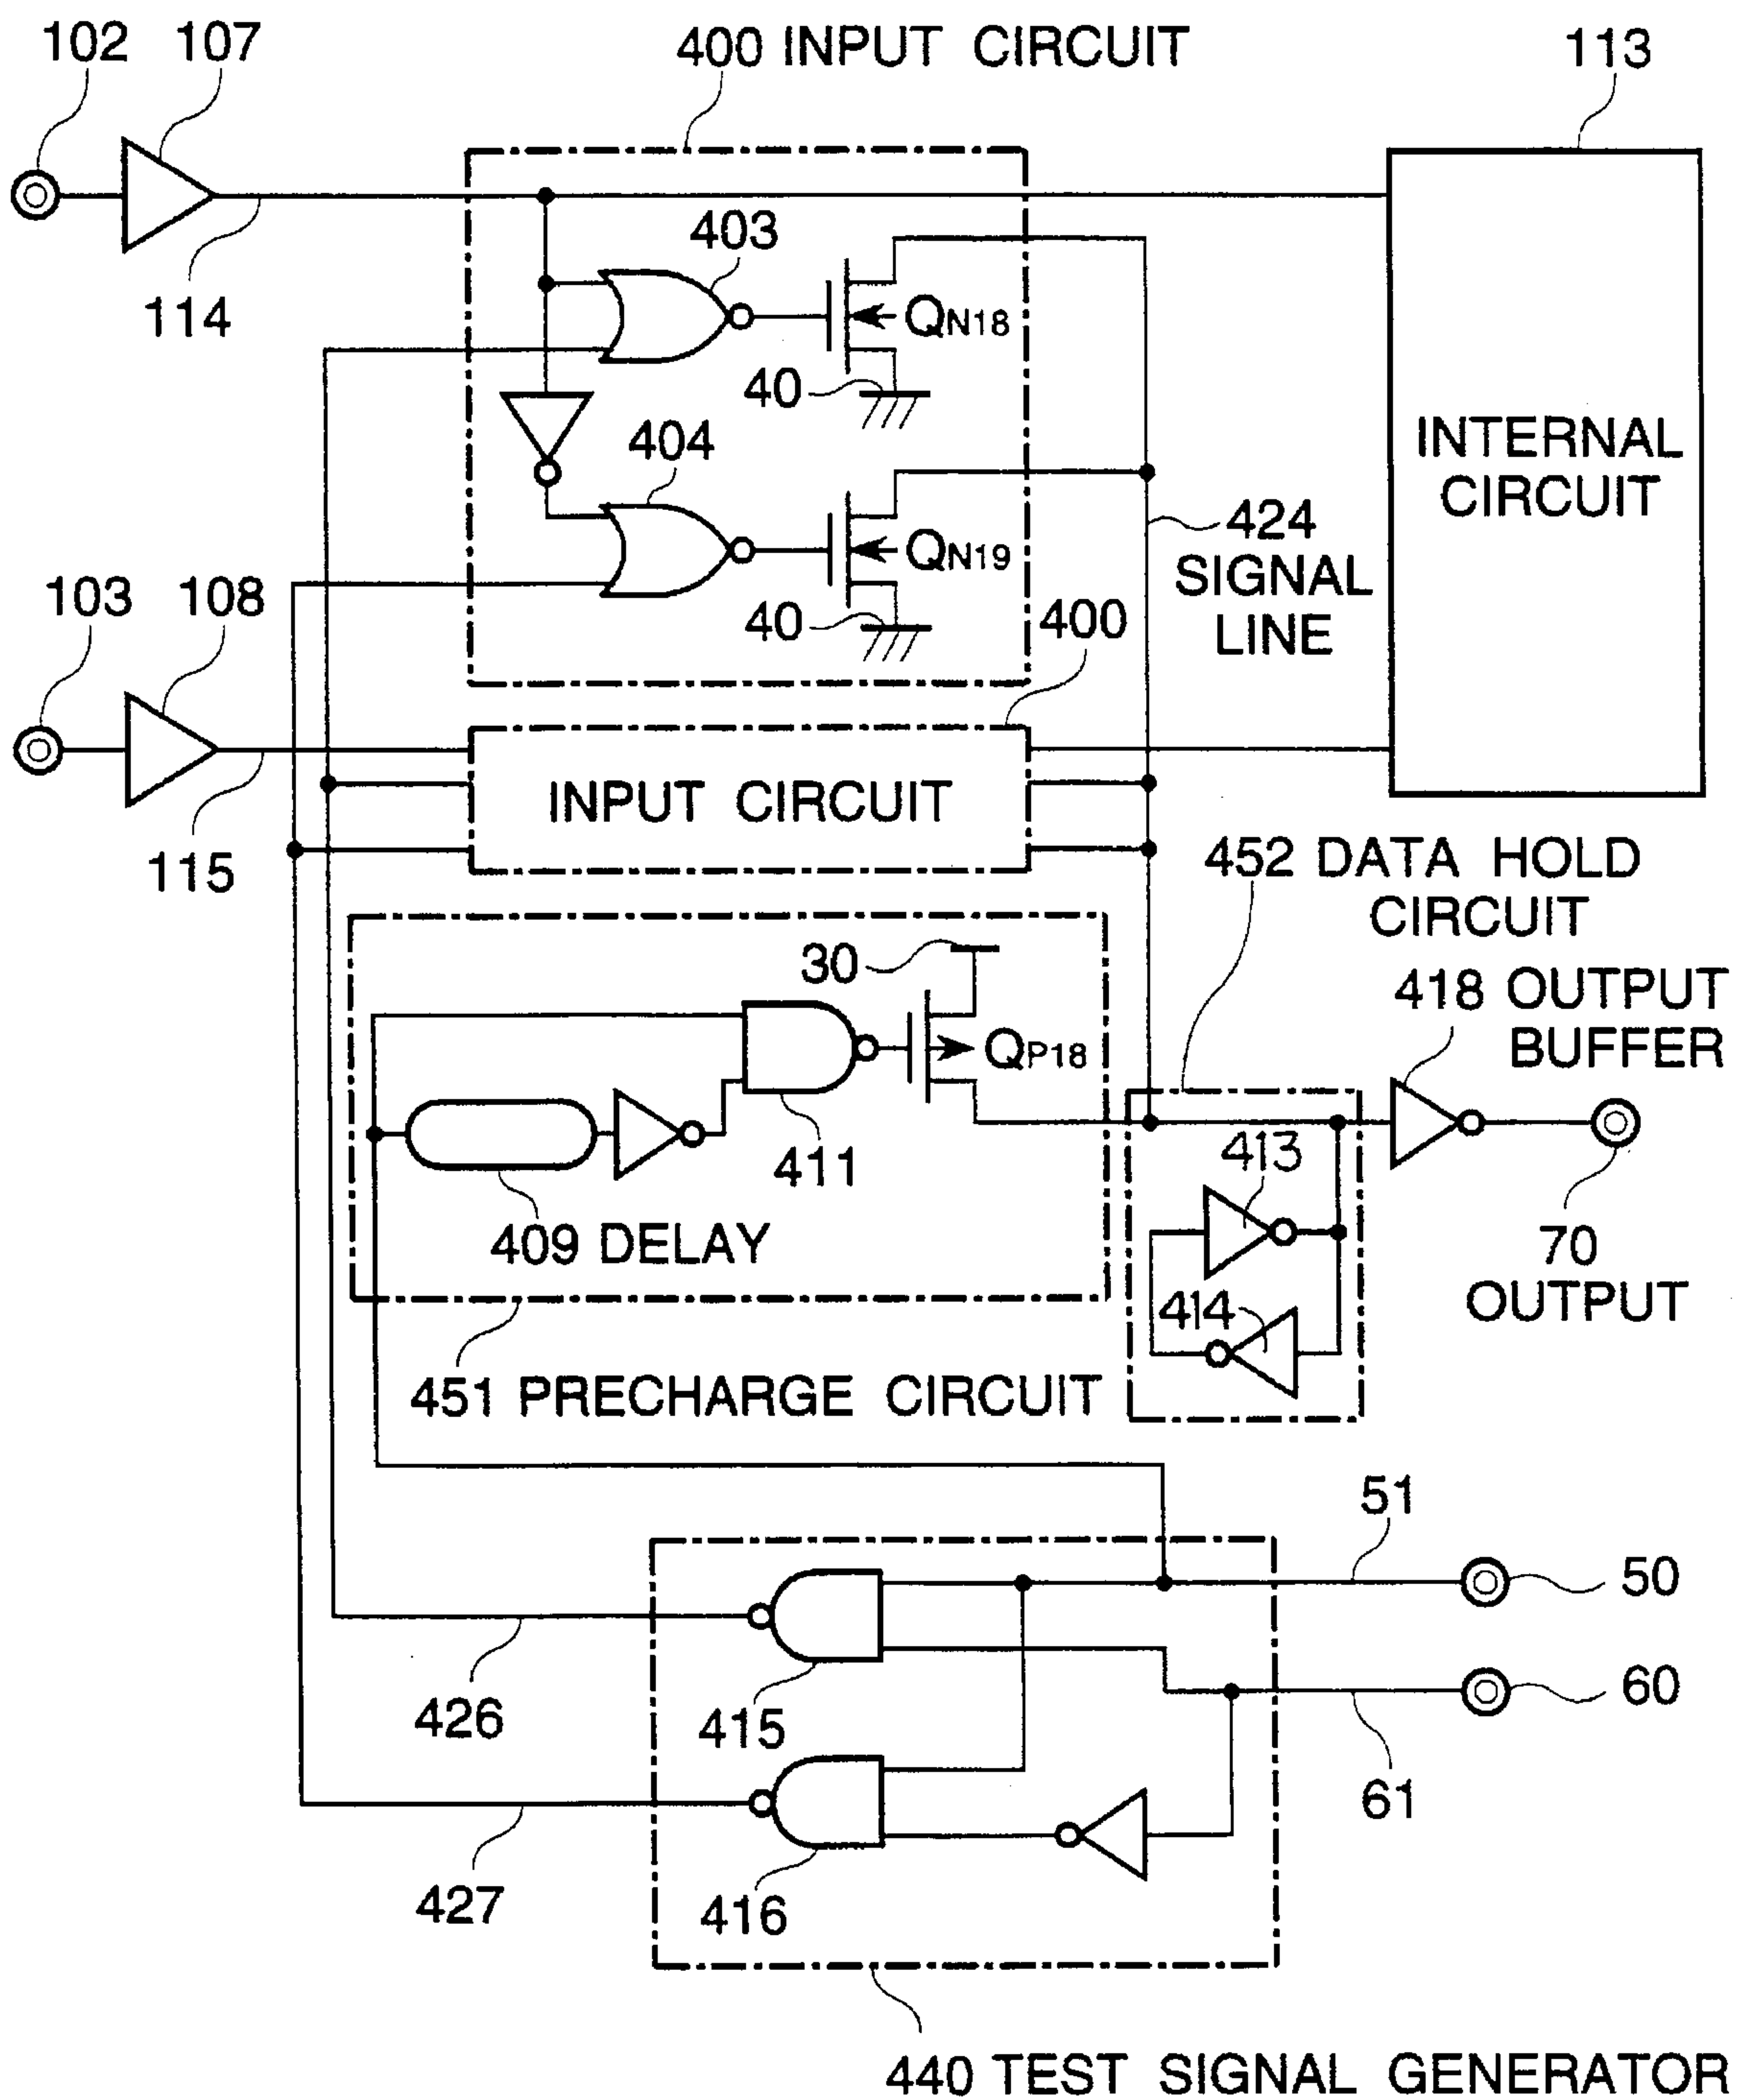 102
107
400 INPUT CIRCUIT
113
403
114
QN18
40
INTERNAL
CIRCUIT
404
424
SIGNAL
LINE
QN19
103
108
40
400
INPUT CIRCUIT
115
452 DATA HOLD
CIRCUIT
30
418 OUTPUT
BUFFER
QP18
411
413
409 DELAY
70
OUTPUT
414
451 PRECHARGE CIRCUIT
51
50
426
415
60
61
427
416
440 TEST SIGNAL GENERATOR